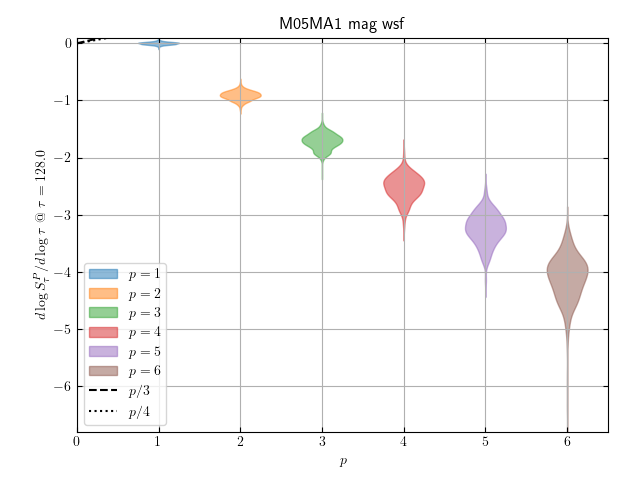 M05MA1 mag wsf
d log S_τ^P / d log τ @ τ = 128.0
0
−1
−2
−3
−4
−5
−6
p = 1
p = 2
p = 3
p = 4
p = 5
p = 6
p/3
p/4
0 1 2 3 4 5 6
p